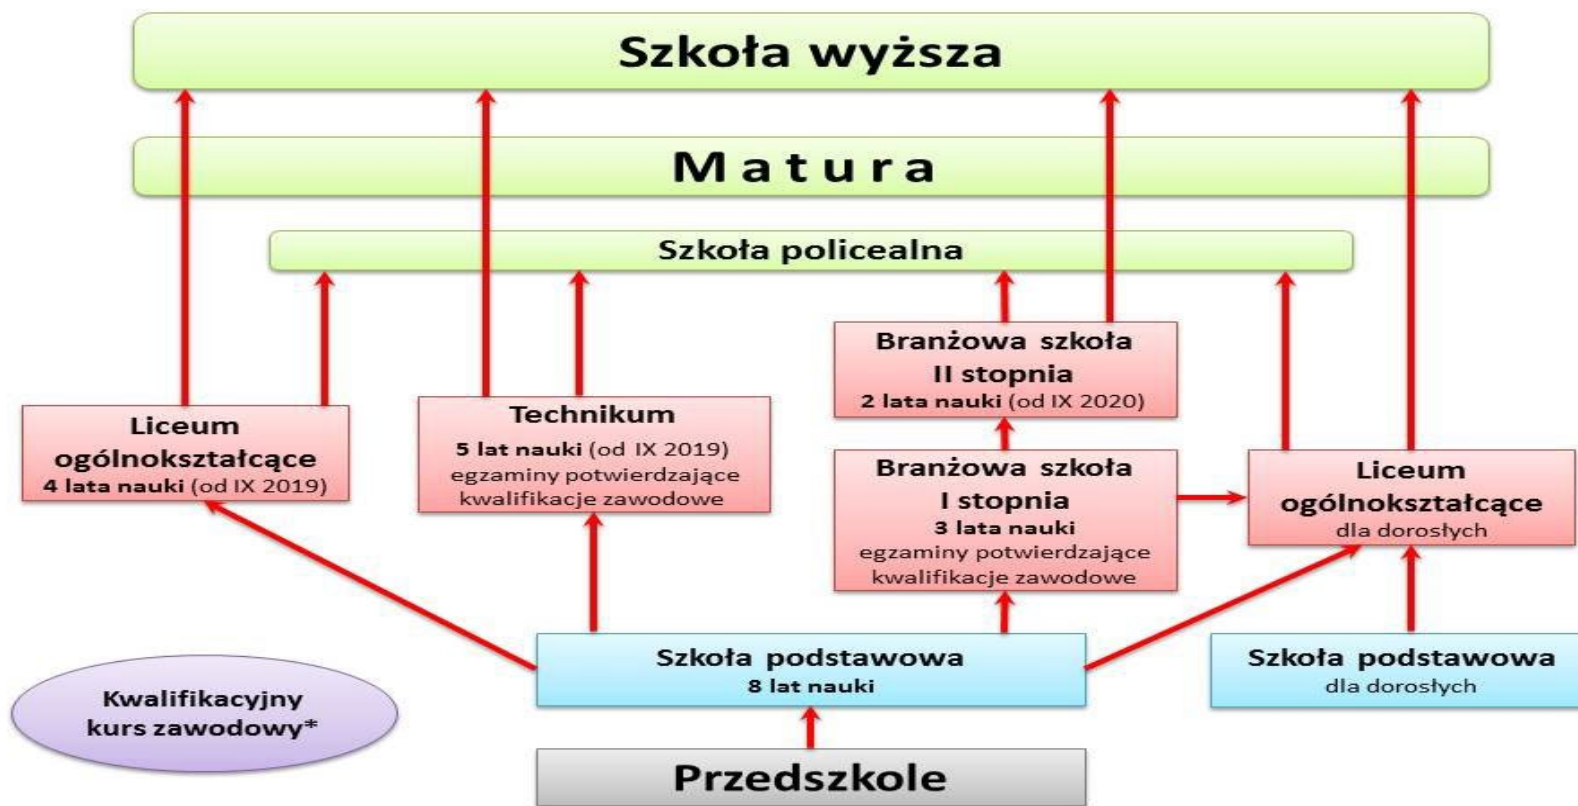 Szkoła wyższa
Matura
Szkoła policealna
Branżowa szkoła
II stopnia
2 lata nauki (od IX 2020)
Liceum
ogólnokształcące
4 lata nauki (od IX 2019)
Technikum
5 lat nauki (od IX 2019)
egzaminy potwierdzające
kwalifikacje zawodowe
Branżowa szkoła
I stopnia
3 lata nauki
egzaminy potwierdzające
kwalifikacje zawodowe
Liceum
ogólnokształcące
dla dorosłych
Szkoła podstawowa
8 lat nauki
Szkoła podstawowa
dla dorosłych
Kwalifikacyjny
kurs zawodowy*
Przedszkole